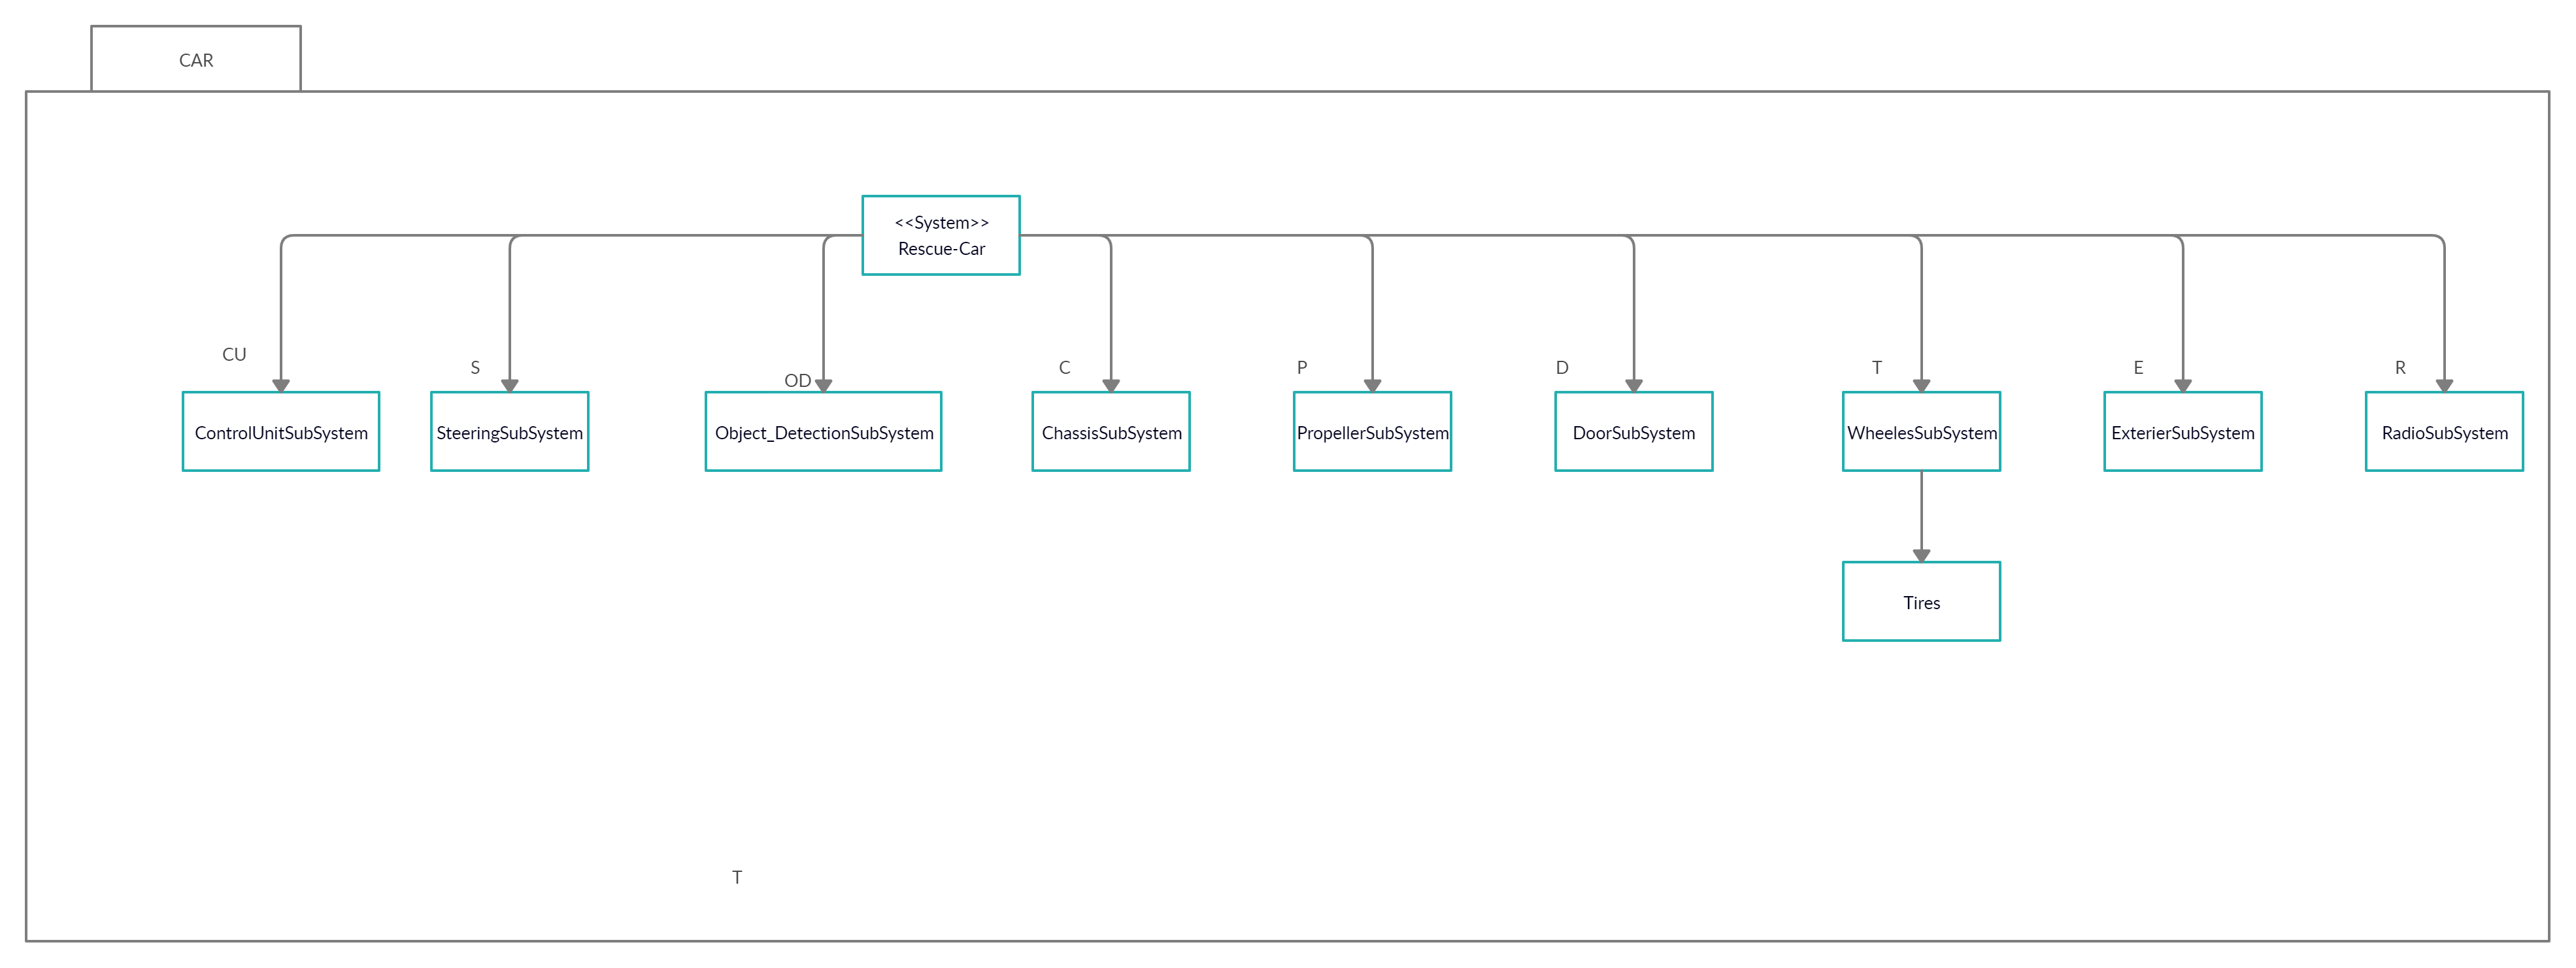 CAR
<<System>>
Rescue-Car
CU
S
OD
C
P
D
T
E
R
ControlUnitSubSystem
SteeringSubSystem
Object_DetectionSubSystem
ChassisSubSystem
PropellerSubSystem
DoorSubSystem
WheelesSubSystem
ExterierSubSystem
RadioSubSystem
Tires
T